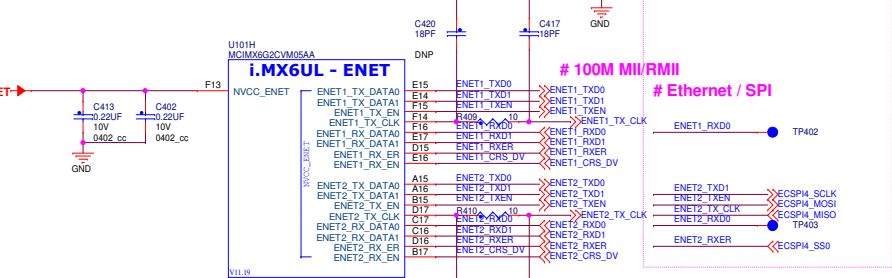 C420
18PF
C417
18PF
GND
U101H
MCIMX6G2CVM05AA
DNP
i.MX6UL - ENET
# 100M MII/RMII
# Ethernet / SPI
ET
F13
NVCC_ENET
C413
0.22UF
10V
0402_cc
C402
0.22UF
10V
0402_cc
GND
NVCC_ENET
ENET1_TX_DATA0 E15 ENET1_TXD0 ENET1_TXD0
ENET1_TX_DATA1 E14 ENET1_TXD1 ENET1_TXD1
ENET1_TX_EN F15 ENET1_TXEN ENET1_TXEN
ENET1_TX_CLK F14 R409 10 ENET1_TX_CLK
ENET1_RX_DATA0 F16 ENET1_RXD0 ENET1_RXD0
ENET1_RX_DATA1 E17 ENET1_RXD1 ENET1_RXD1
ENET1_RX_ER D15 ENET1_RXER ENET1_RXER
ENET1_RX_EN E16 ENET1_CRS_DV ENET1_CRS_DV
ENET2_TX_DATA0 A15 ENET2_TXD0 ENET2_TXD0
ENET2_TX_DATA1 A16 ENET2_TXD1 ENET2_TXD1
ENET2_TX_EN B15 ENET2_TXEN ENET2_TXEN
ENET2_TX_CLK D17 R410 10 ENET2_TX_CLK
ENET2_RX_DATA0 C17 ENET2_RXD0 ENET2_RXD0
ENET2_RX_DATA1 C16 ENET2_RXD1 ENET2_RXD1
ENET2_RX_ER D16 ENET2_RXER ENET2_RXER
ENET2_RX_EN B17 ENET2_CRS_DV ENET2_CRS_DV
V11.19
ENET1_RXD0 TP402
ENET2_TXD1 ECSPI4_SCLK
ENET2_TXEN ECSPI4_MOSI
ENET2_TX_CLK ECSPI4_MISO
ENET2_RXD0 TP403
ENET2_RXER ECSPI4_SS0